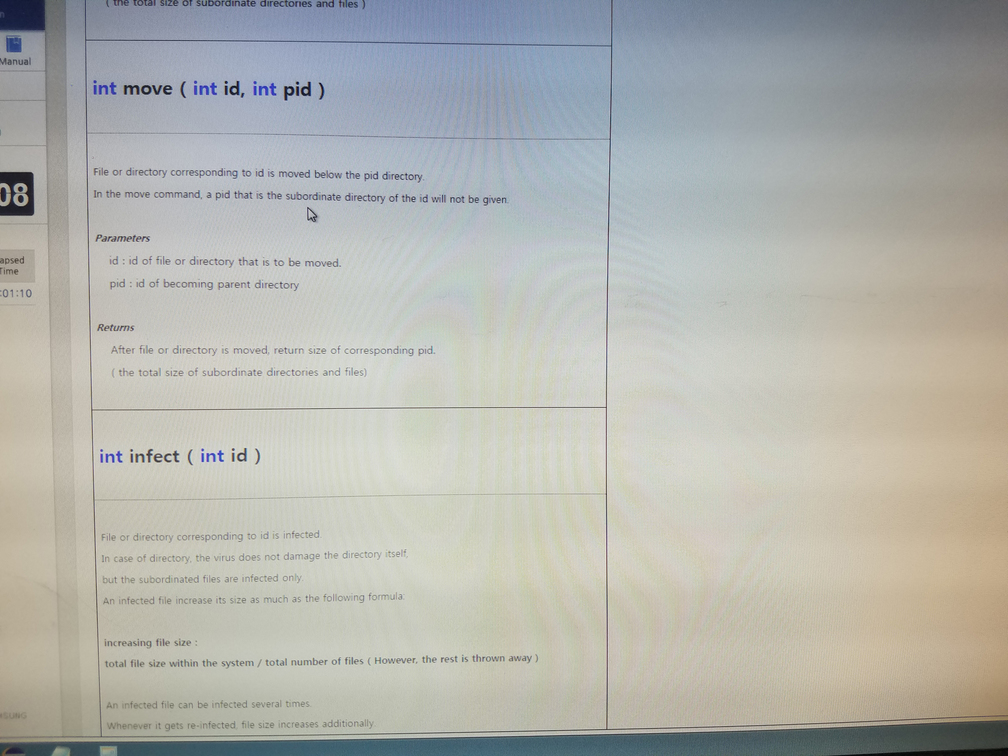 ( the total size of subordinate directories and files )
Manual
int move ( int id, int pid )
File or directory corresponding to id is moved below the pid directory.
In the move command, a pid that is the subordinate directory of the id will not be given.
08
Parameters
id : id of file or directory that is to be moved.
pid : id of becoming parent directory
apsed
Time
:01:10
Returns
After file or directory is moved, return size of corresponding pid.
( the total size of subordinate directories and files)
int infect ( int id )
File or directory corresponding to id is infected.
In case of directory, the virus does not damage the directory itself,
but the subordinated files are infected only.
An infected file increase its size as much as the following formula:
increasing file size :
total file size within the system / total number of files ( However, the rest is thrown away )
An infected file can be infected several times.
Whenever it gets re-infected, file size increases additionally.
MSUNG